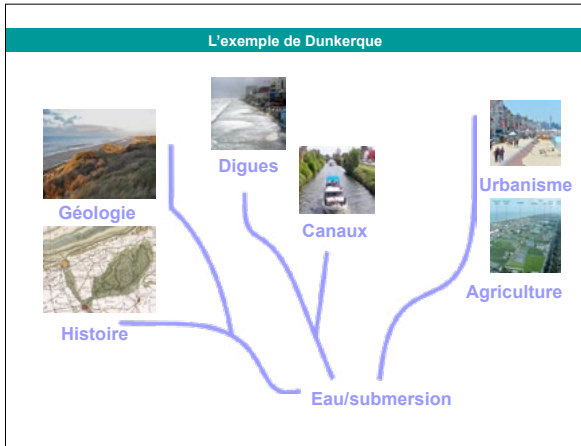 L'exemple de Dunkerque
Digues
Géologie
Canaux
Urbanisme
Histoire
Agriculture
Eau/submersion